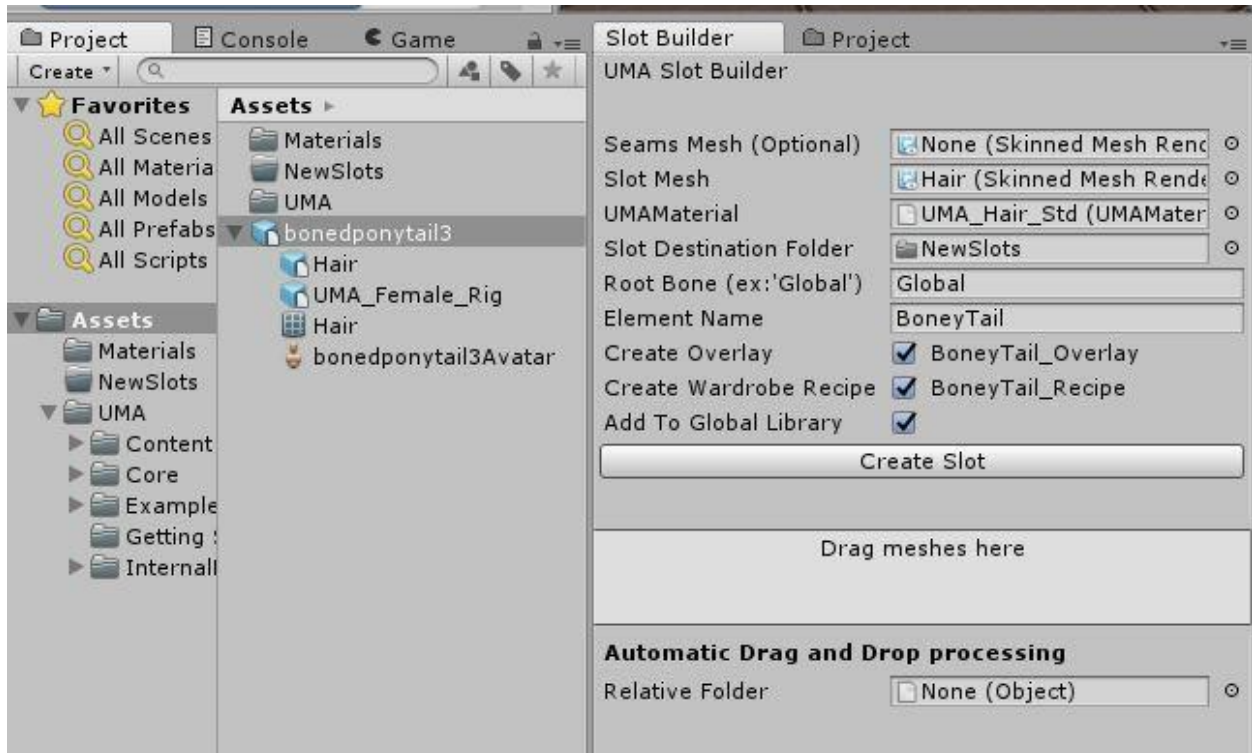 Project
Console
Game
Create
Favorites
All Scenes
All Materia
All Models
All Prefabs
All Scripts
Assets
Materials
NewSlots
UMA
Content
Core
Example
Getting
Internal
Assets
Materials
NewSlots
UMA
bonedponytail3
Hair
UMA_Female_Rig
Hair
bonedponytail3Avatar
Slot Builder
Project
UMA Slot Builder
Seams Mesh (Optional) None (Skinned Mesh Rend
Slot Mesh Hair (Skinned Mesh Rende
UMAMaterial UMA_Hair_Std (UMAMater
Slot Destination Folder NewSlots
Root Bone (ex:'Global') Global
Element Name BoneyTail
Create Overlay BoneyTail_Overlay
Create Wardrobe Recipe BoneyTail_Recipe
Add To Global Library
Create Slot
Drag meshes here
Automatic Drag and Drop processing
Relative Folder None (Object)